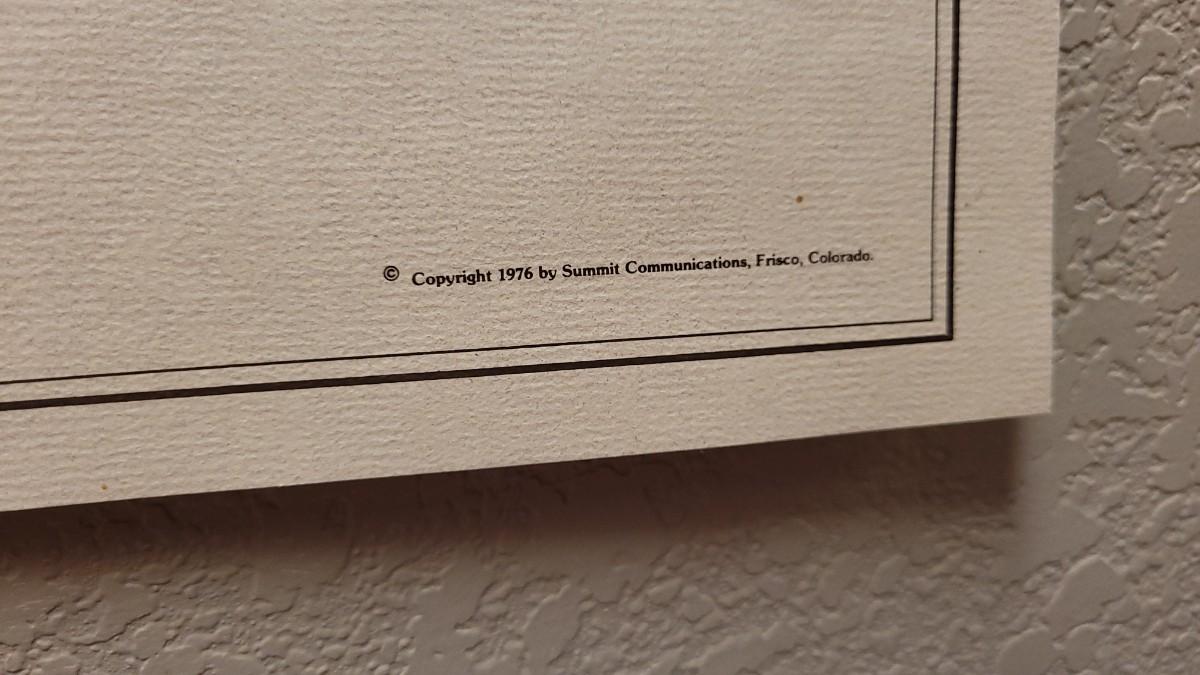 © Copyright 1976 by Summit Communications, Frisco, Colorado.